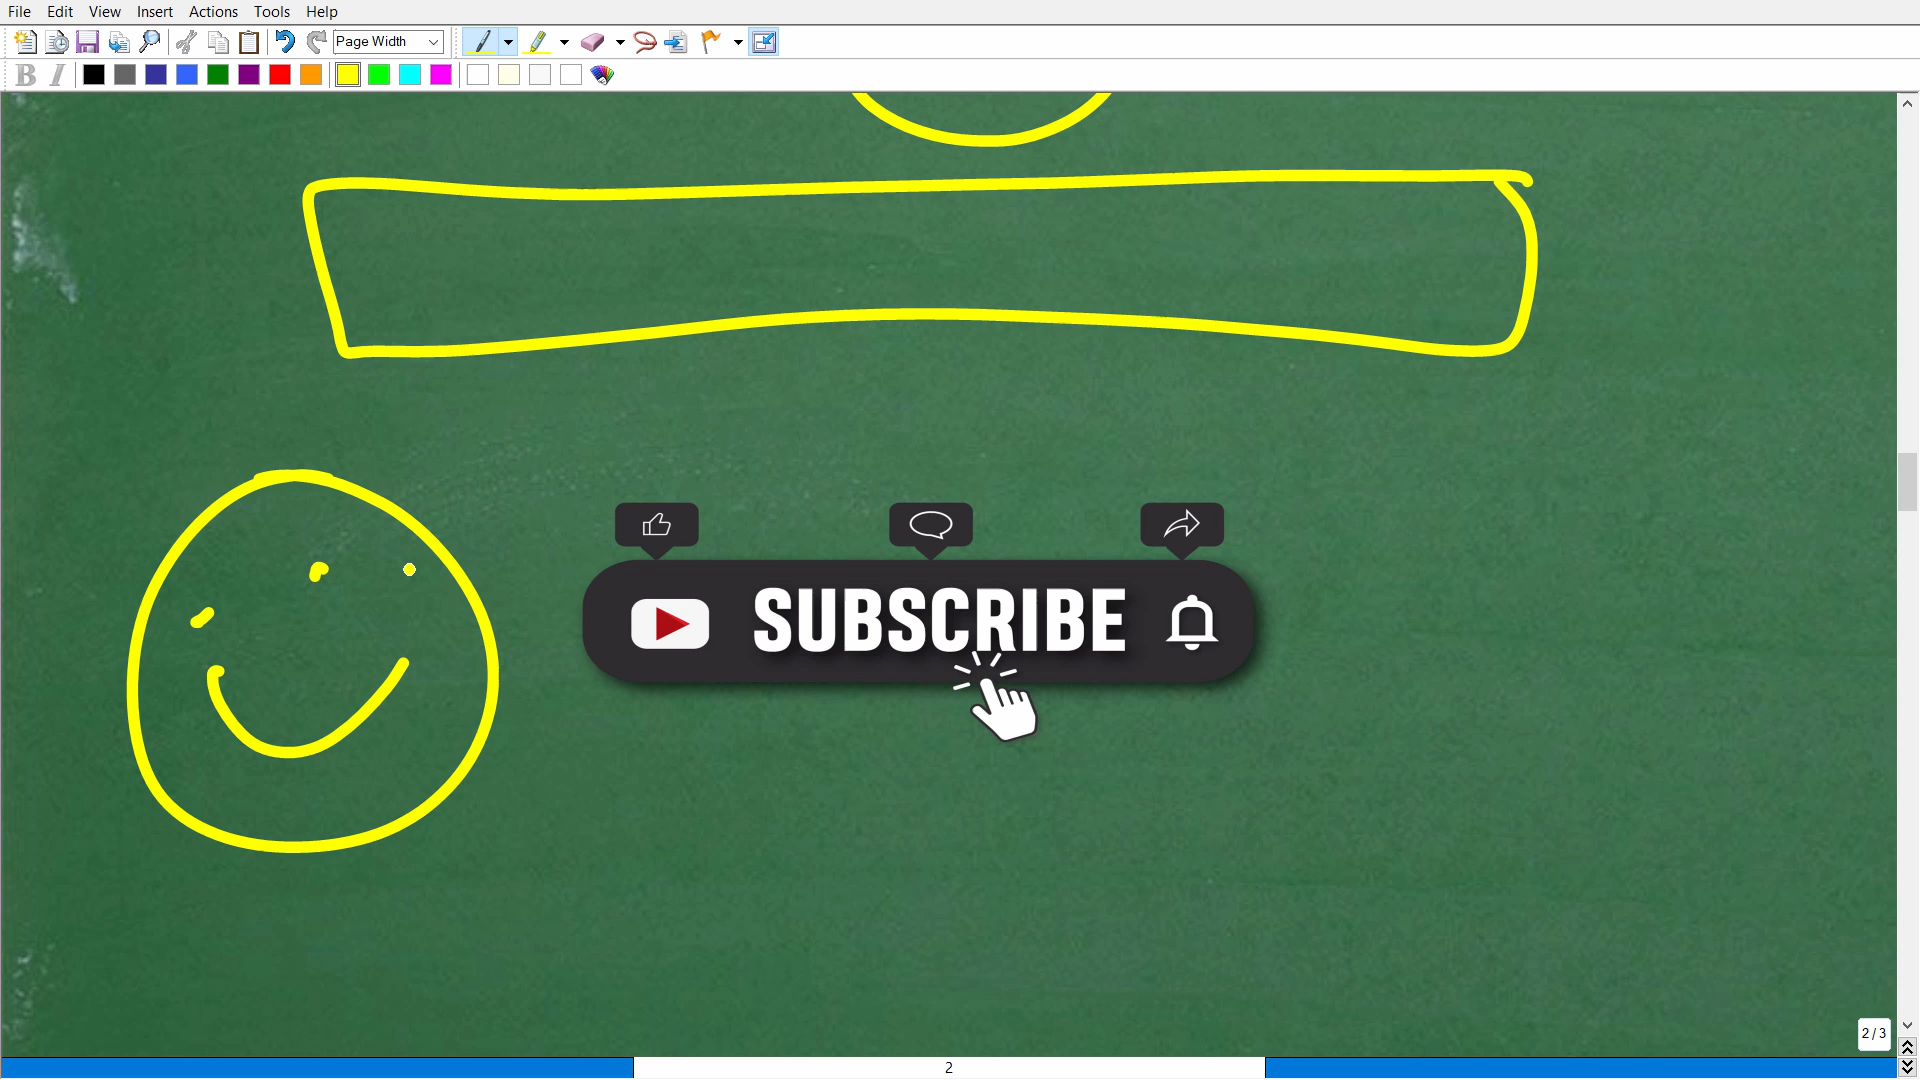 File Edit View Insert Actions Tools Help
Page Width
B I
SUBSCRIBE
2 / 3
2